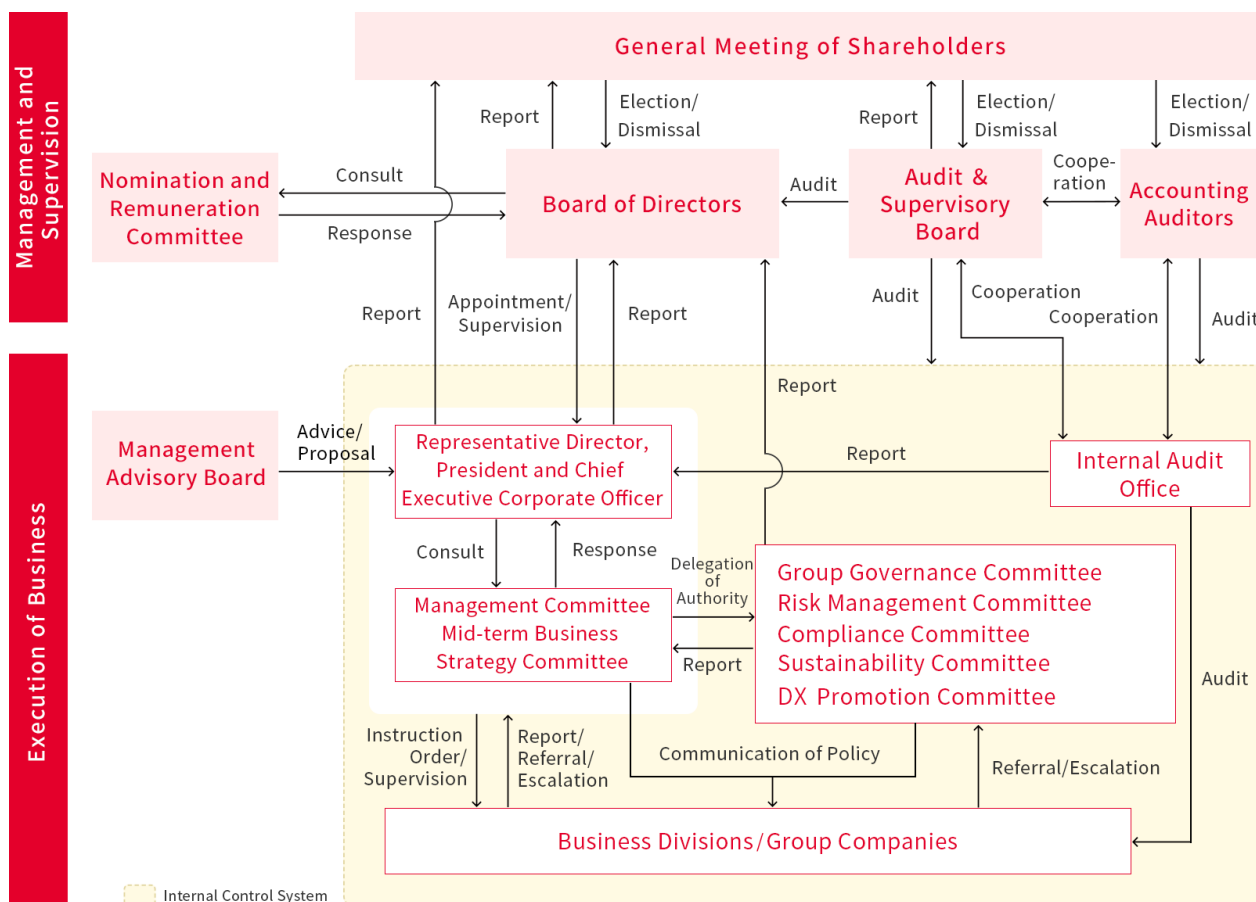 Management and
Supervision
General Meeting of Shareholders
Report
Election/
Dismissal
Report
Election/
Dismissal
Election/
Dismissal
Nomination and
Remuneration
Committee
Consult
Response
Board of Directors
Audit
Audit &
Supervisory
Board
Coope-
ration
Accounting
Auditors
Report
Appointment/
Supervision
Report
Audit
Cooperation
Cooperation
Audit
Report
Execution of Business
Management
Advisory Board
Advice/
Proposal
Representative Director,
President and Chief
Executive Corporate Officer
Report
Internal Audit
Office
Consult
Response
Delegation
of
Authority
Management Committee
Mid-term Business
Strategy Committee
Report
Group Governance Committee
Risk Management Committee
Compliance Committee
Sustainability Committee
DX Promotion Committee
Audit
Instruction
Order/
Supervision
Report/
Referral/
Escalation
Communication of Policy
Referral/Escalation
Business Divisions/Group Companies
Internal Control System